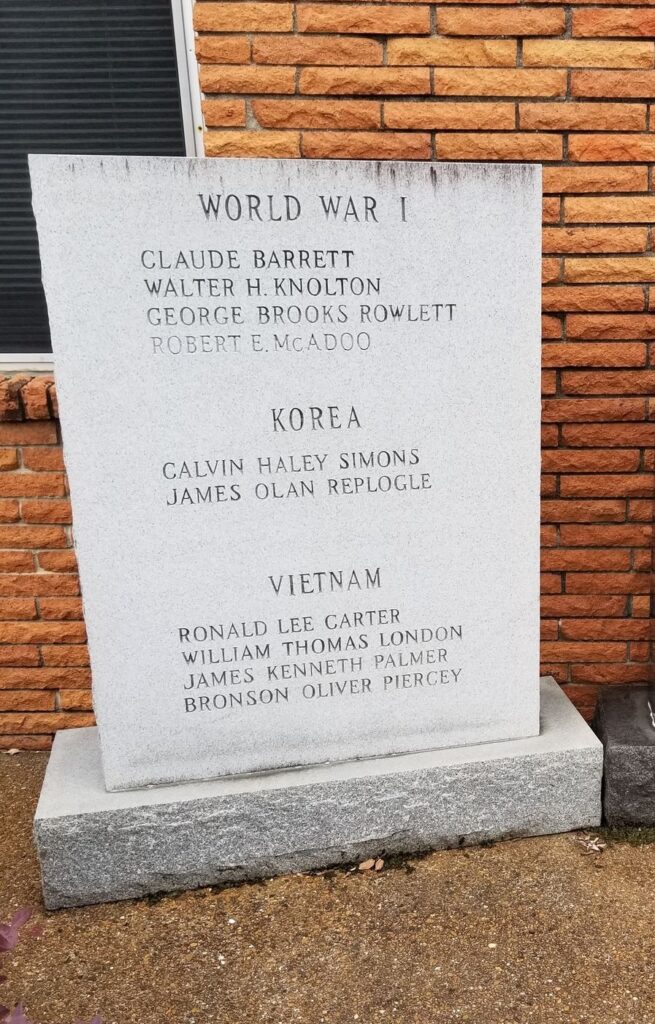 WORLD WAR I
CLAUDE BARRETT
WALTER H. KNOLTON
GEORGE BROOKS ROWLETT
ROBERT E. McADOO
KOREA
CALVIN HALEY SIMONS
JAMES OLAN REPLOGLE
VIETNAM
RONALD LEE CARTER
WILLIAM THOMAS LONDON
JAMES KENNETH PALMER
BRONSON OLIVER PIERCEY